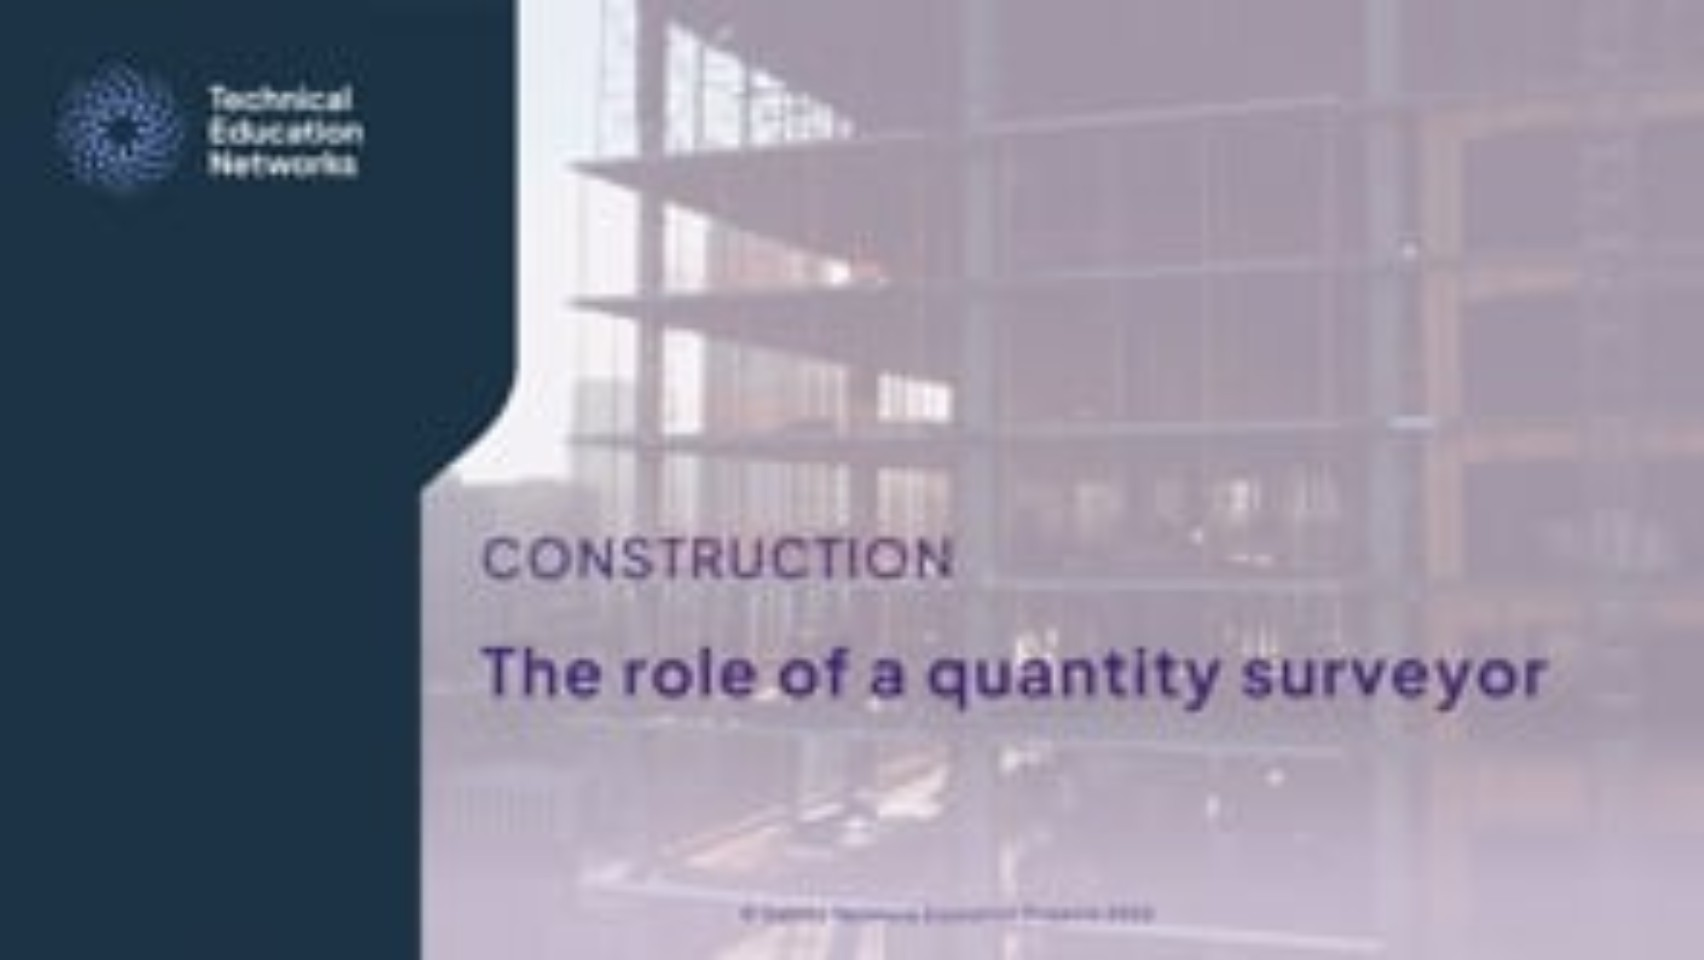 Technical
Education
Networks
CONSTRUCTION
The role of a quantity surveyor